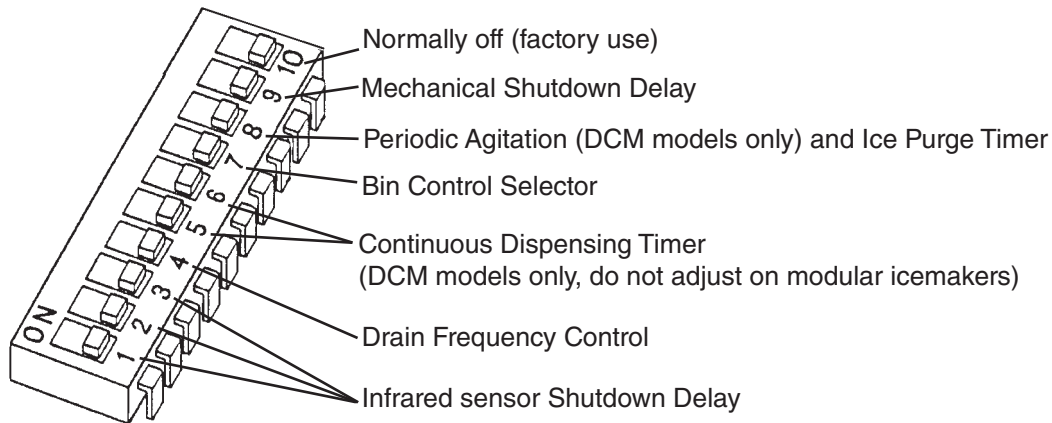 10 Normally off (factory use)
9 Mechanical Shutdown Delay
8 Periodic Agitation (DCM models only) and Ice Purge Timer
7 Bin Control Selector
6
5 Continuous Dispensing Timer
(DCM models only, do not adjust on modular icemakers)
4
3
ON 2 Drain Frequency Control
1 Infrared sensor Shutdown Delay